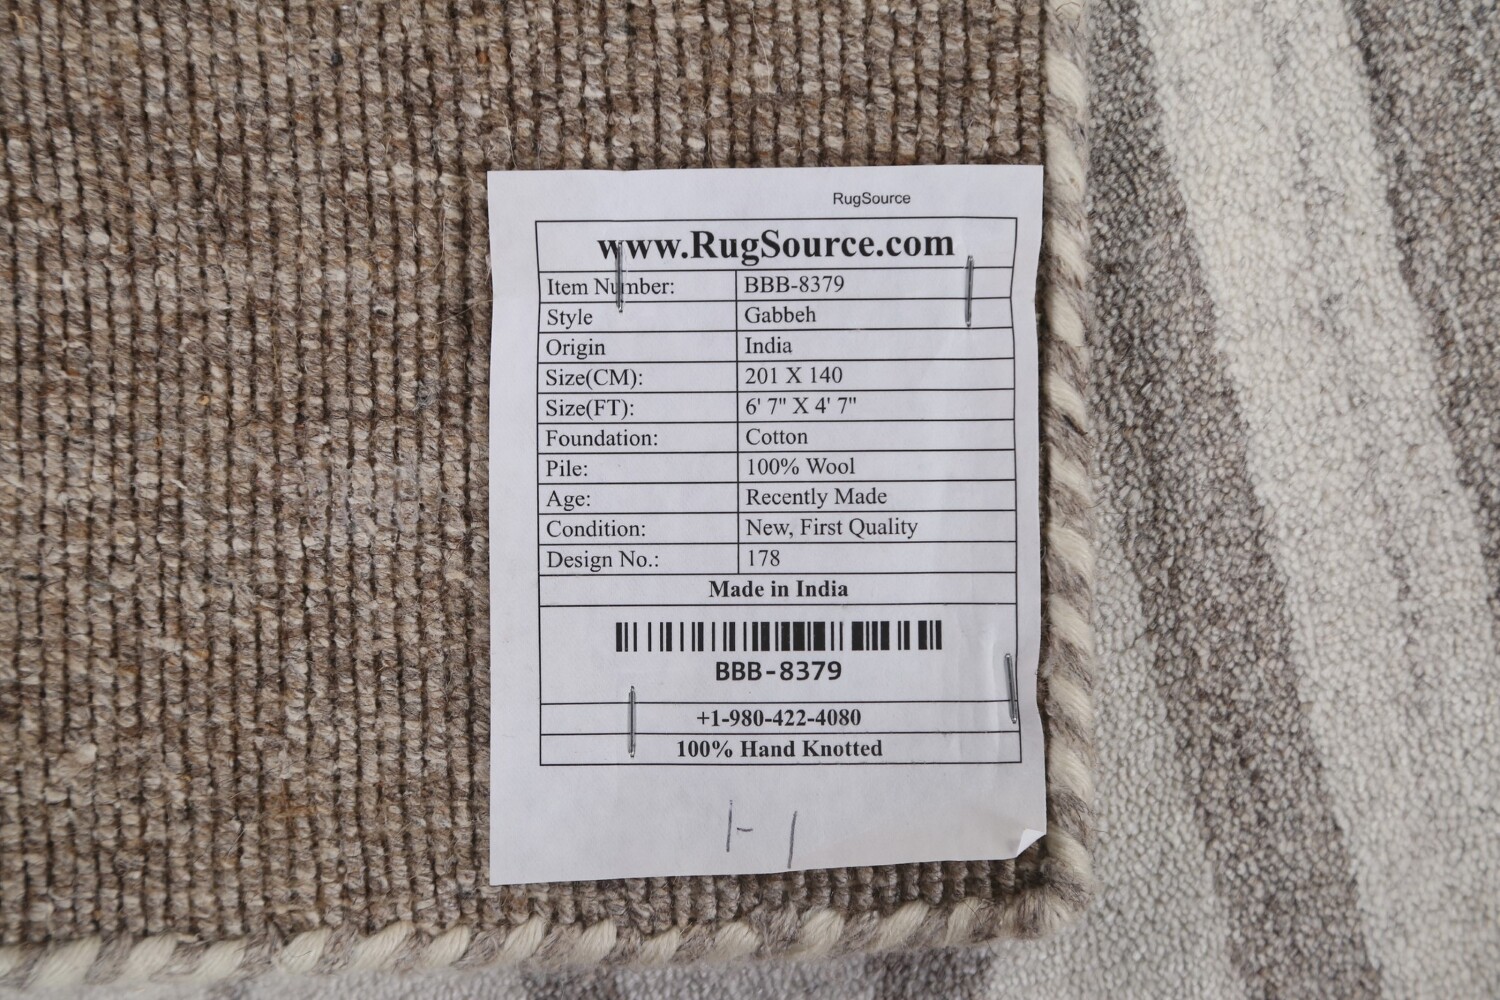 RugSource
www.RugSource.com
Item Number: BBB-8379
Style Gabbeh
Origin India
Size(CM): 201 X 140
Size(FT): 6' 7" X 4' 7"
Foundation: Cotton
Pile: 100% Wool
Age: Recently Made
Condition: New, First Quality
Design No.: 178
Made in India
BBB-8379
+1-980-422-4080
100% Hand Knotted
1-1